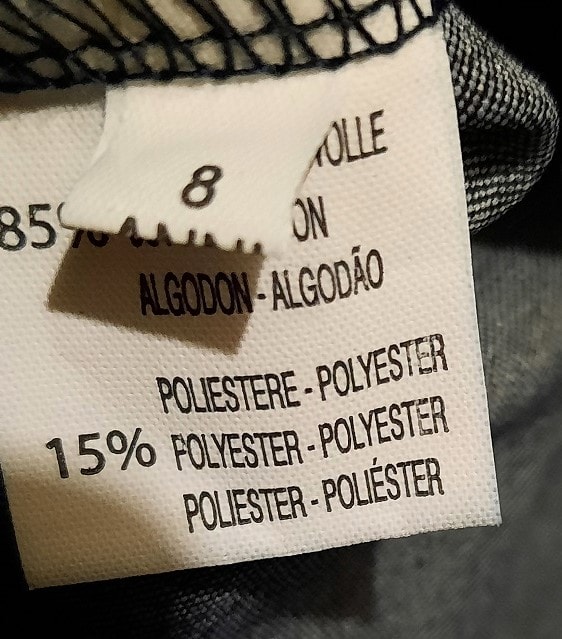 8
OLLE
85%
ON
ALGODON - ALGODÃO
POLIESTERE - POLYESTER
15% POLYESTER - POLYESTER
POLIESTER - POLIÉSTER